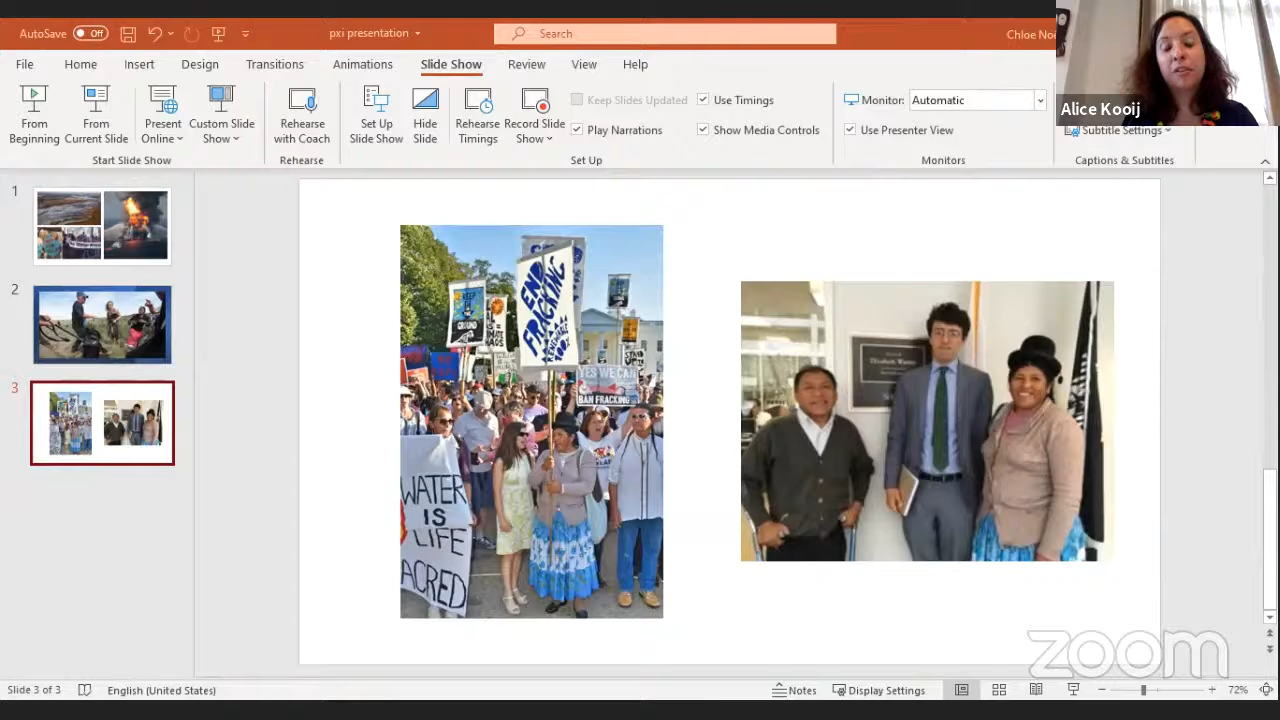 AutoSave
Off
pxi presentation
Search
Alice Kooij
File
Home
Insert
Design
Transitions
Animations
Slide Show
Review
View
Help
From Beginning
From Current Slide
Present Online
Custom Slide Show
Start Slide Show
Rehearse with Coach
Rehearse
Set Up Slide Show
Hide Slide
Rehearse Timings
Record Slide Show
Keep Slides Updated
Play Narrations
Use Timings
Show Media Controls
Set Up
Monitor:
Automatic
Use Presenter View
Monitors
Subtitle Settings
Captions & Subtitles
1
2
3
END
FRACKING
GROUND
YES WE CAN
BAN FRACKING
WATER
IS
LIFE
ACRED
zoom
Slide 3 of 3
English (United States)
Notes
Display Settings
72%